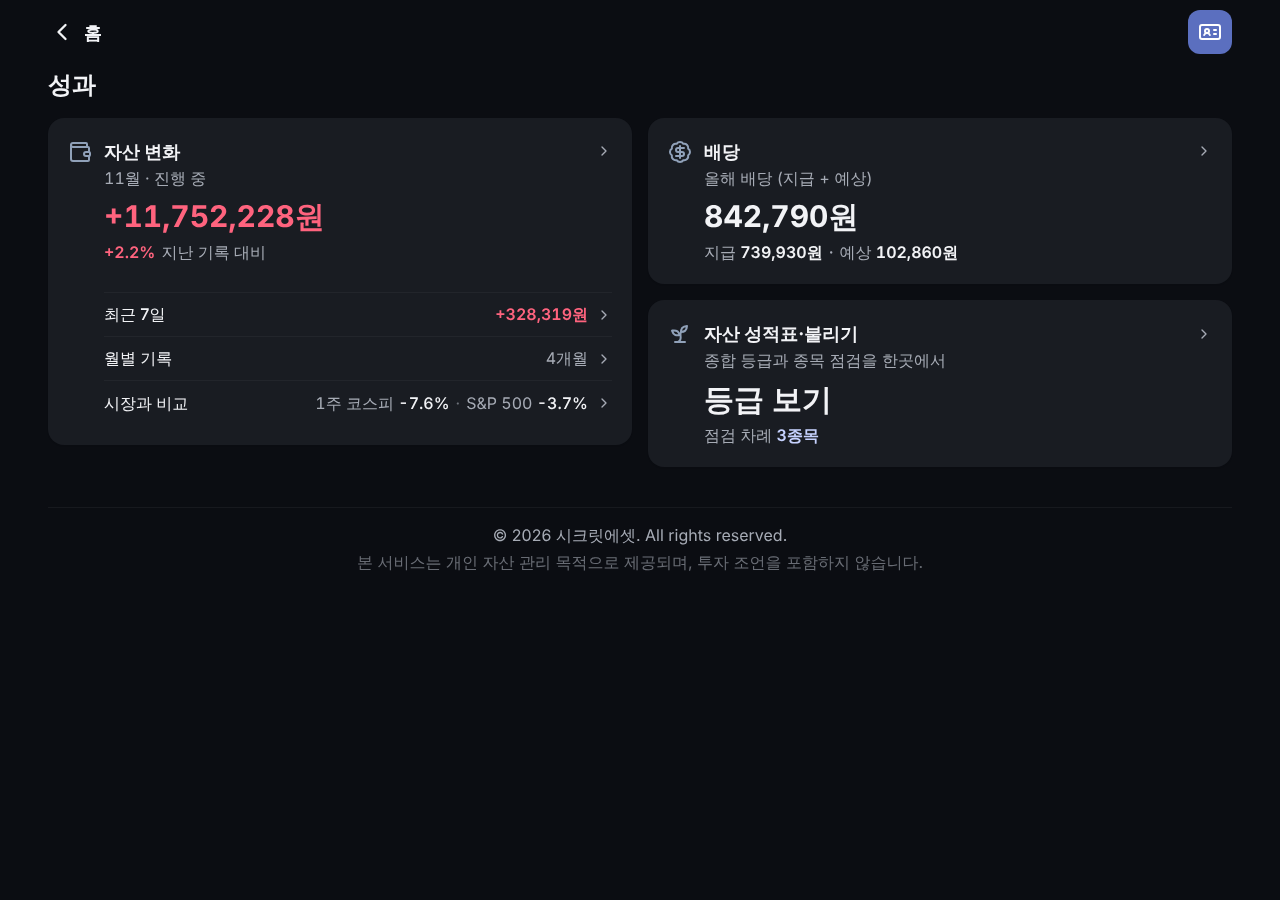 홈
성과
자산 변화
11월 · 진행 중
+11,752,228원
+2.2% 지난 기록 대비
최근 7일 +328,319원
월별 기록 4개월
시장과 비교 1주 코스피 -7.6% · S&P 500 -3.7%
배당
올해 배당 (지급 + 예상)
842,790원
지급 739,930원 · 예상 102,860원
자산 성적표·불리기
종합 등급과 종목 점검을 한곳에서
등급 보기
점검 차례 3종목
© 2026 시크릿에셋. All rights reserved.
본 서비스는 개인 자산 관리 목적으로 제공되며, 투자 조언을 포함하지 않습니다.